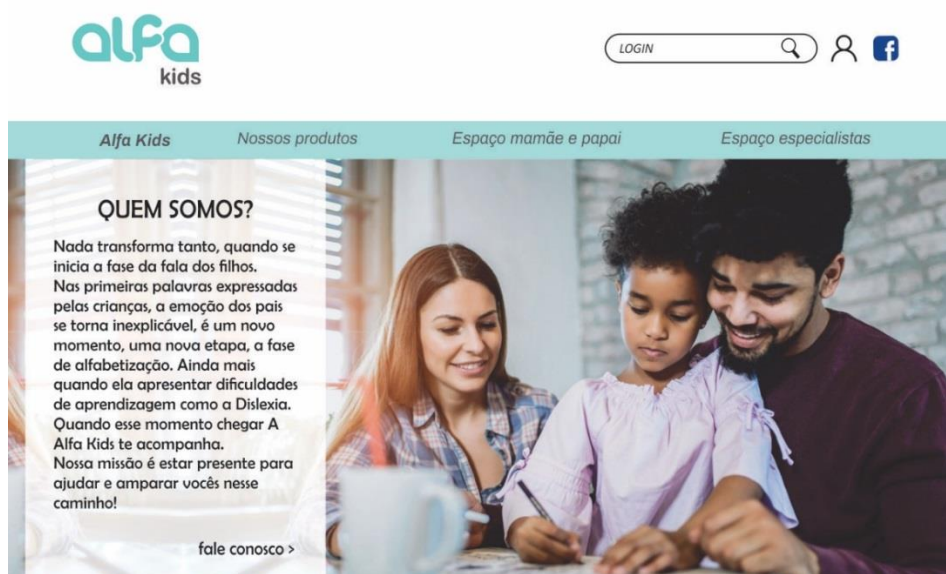 alfa
kids
LOGIN
Alfa Kids Nossos produtos Espaço mamãe e papai Espaço especialistas
QUEM SOMOS?
Nada transforma tanto, quando se
inicia a fase da fala dos filhos.
Nas primeiras palavras expressadas
pelas crianças, a emoção dos pais
se torna inexplicável, é um novo
momento, uma nova etapa, a fase
de alfabetização. Ainda mais
quando ela apresentar dificuldades
de aprendizagem como a Dislexia.
Quando esse momento chegar A
Alfa Kids te acompanha.
Nossa missão é estar presente para
ajudar e amparar vocês nesse
caminho!
fale conosco >